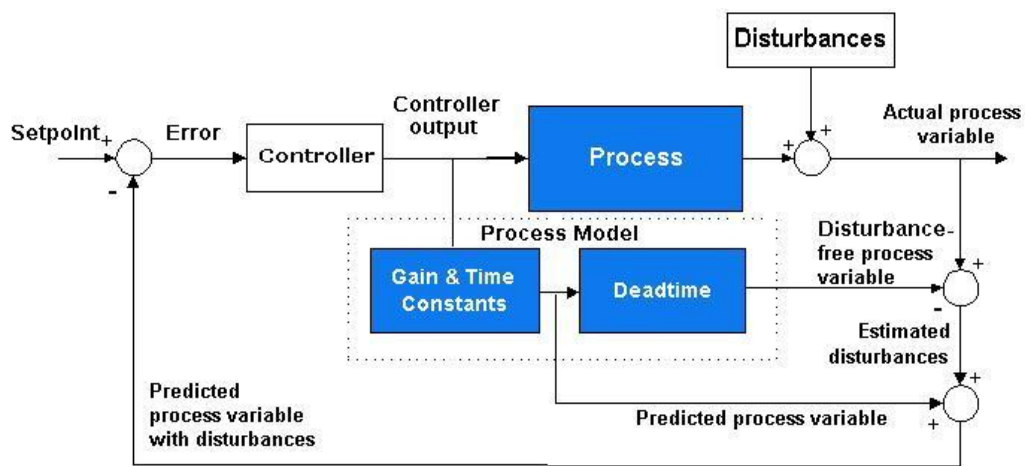 Disturbances
Setpoint
+
-
Error
Controller
Controller
output
Process
+
+
Actual process
variable
Process Model
Gain & Time
Constants
Deadtime
Disturbance-
free process
variable
+
-
Estimated
disturbances
+
+
Predicted process variable
Predicted
process variable
with disturbances